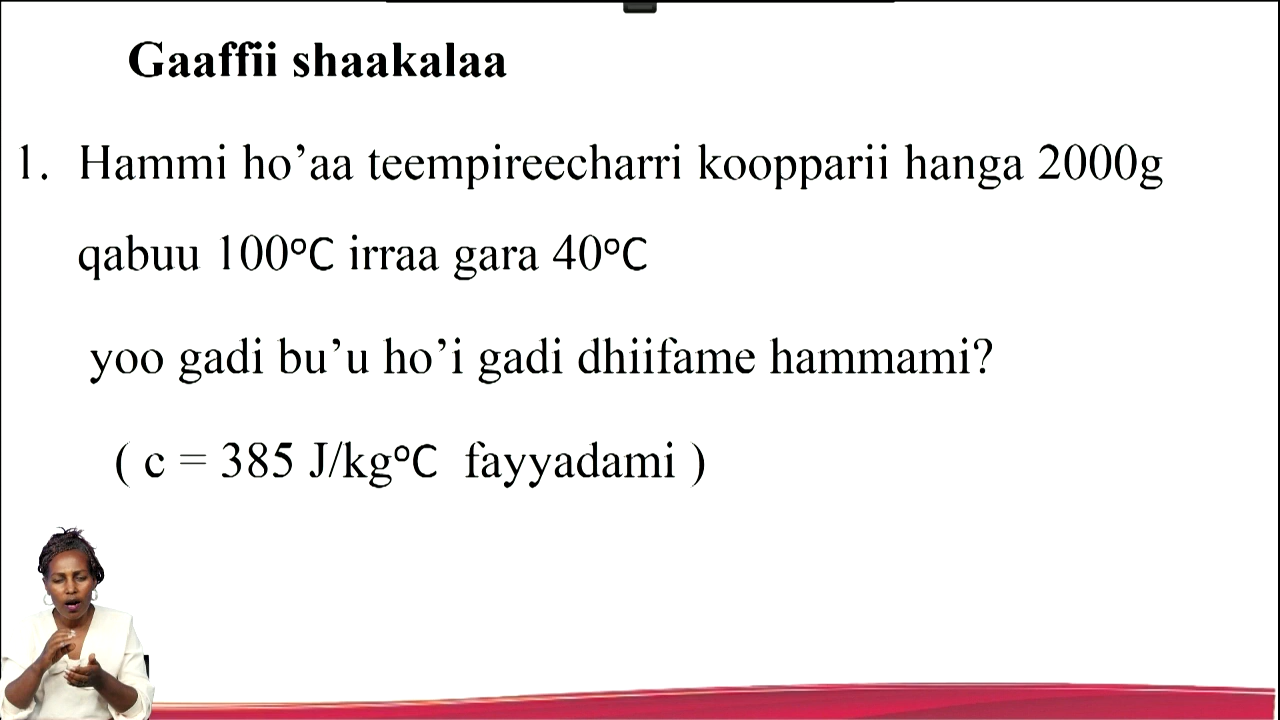 Gaaffii shaakalaa
1. Hammi ho’aa teempireecharri koopparii hanga 2000g
qabuu 100ºC irraa gara 40ºC
yoo gadi bu’u ho’i gadi dhiifame hammami?
( c = 385 J/kgºC fayyadami )